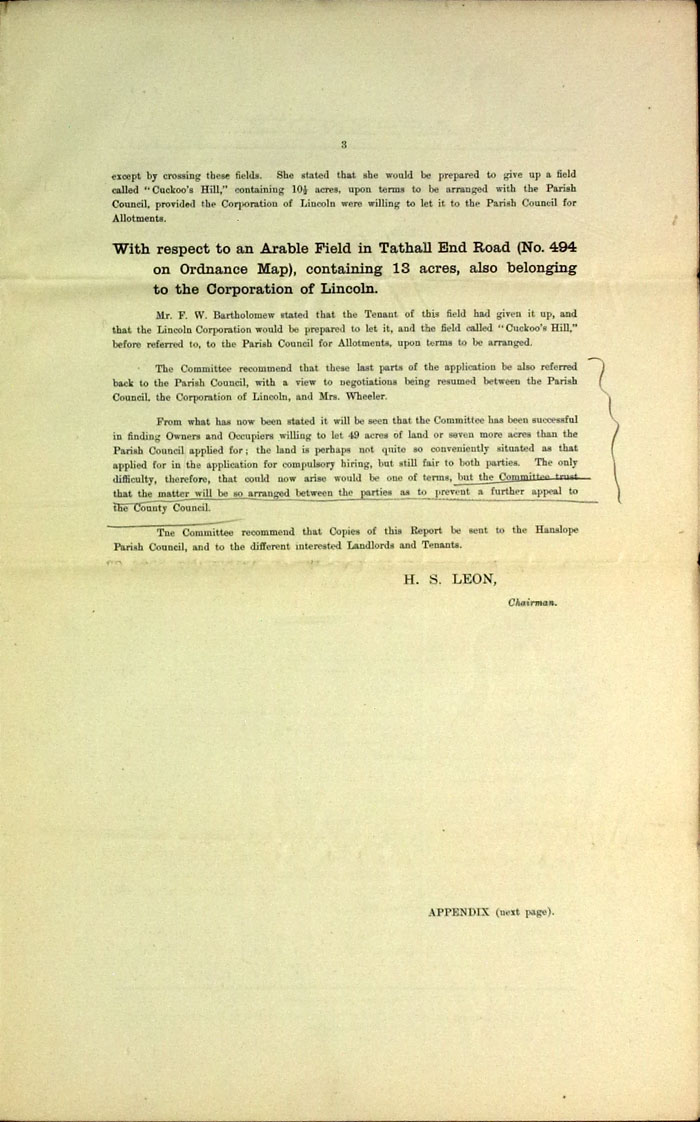 3
except by crossing these fields. She stated that she would be prepared to give up a field
called "Cuckoo's Hill," containing 10½ acres, upon terms to be arranged with the Parish
Council, provided the Corporation of Lincoln were willing to let it to the Parish Council for
Allotments.
With respect to an Arable Field in Tathall End Road (No. 494
on Ordnance Map), containing 13 acres, also belonging
to the Corporation of Lincoln.
Mr. F. W. Bartholomew stated that the Tenant of this field had given it up, and
that the Lincoln Corporation would be prepared to let it, and the field called "Cuckoo's Hill,"
before referred to, to the Parish Council for Allotments, upon terms to be arranged.
The Committee recommend that these last parts of the application be also referred
back to the Parish Council, with a view to negotiations being resumed between the Parish
Council, the Corporation of Lincoln, and Mrs. Wheeler.
From what has now been stated it will be seen that the Committee has been successful
in finding Owners and Occupiers willing to let 49 acres of land or seven more acres than the
Parish Council applied for; the land is perhaps not quite so conveniently situated as that
applied for in the application for compulsory hiring, but still fair to both parties. The only
difficulty, therefore, that could now arise would be one of terms, but the Committee trust
that the matter will be so arranged between the parties as to prevent a further appeal to
the County Council.
Tne Committee recommend that Copies of this Report be sent to the Hanslope
Parish Council, and to the different interested Landlords and Tenants.
H. S. LEON,
Chairman.
APPENDIX (next page).